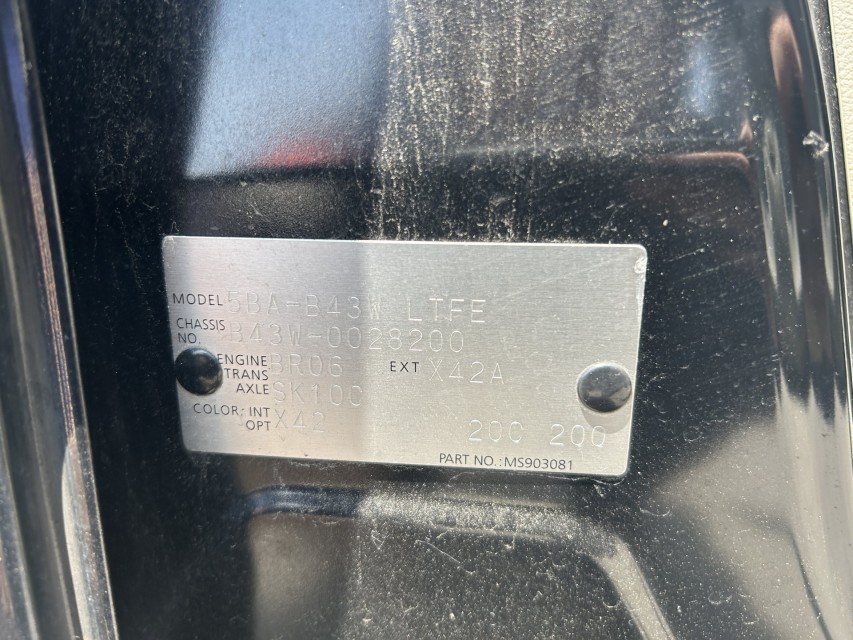 MODEL 5BA-B43W LTFE
CHASSIS NO. B43W-0028200
ENGINE BR06 EXT X42A
TRANS AXLE SK10C
COLOR; INT OPT X42 200 200
PART NO.: MS903081